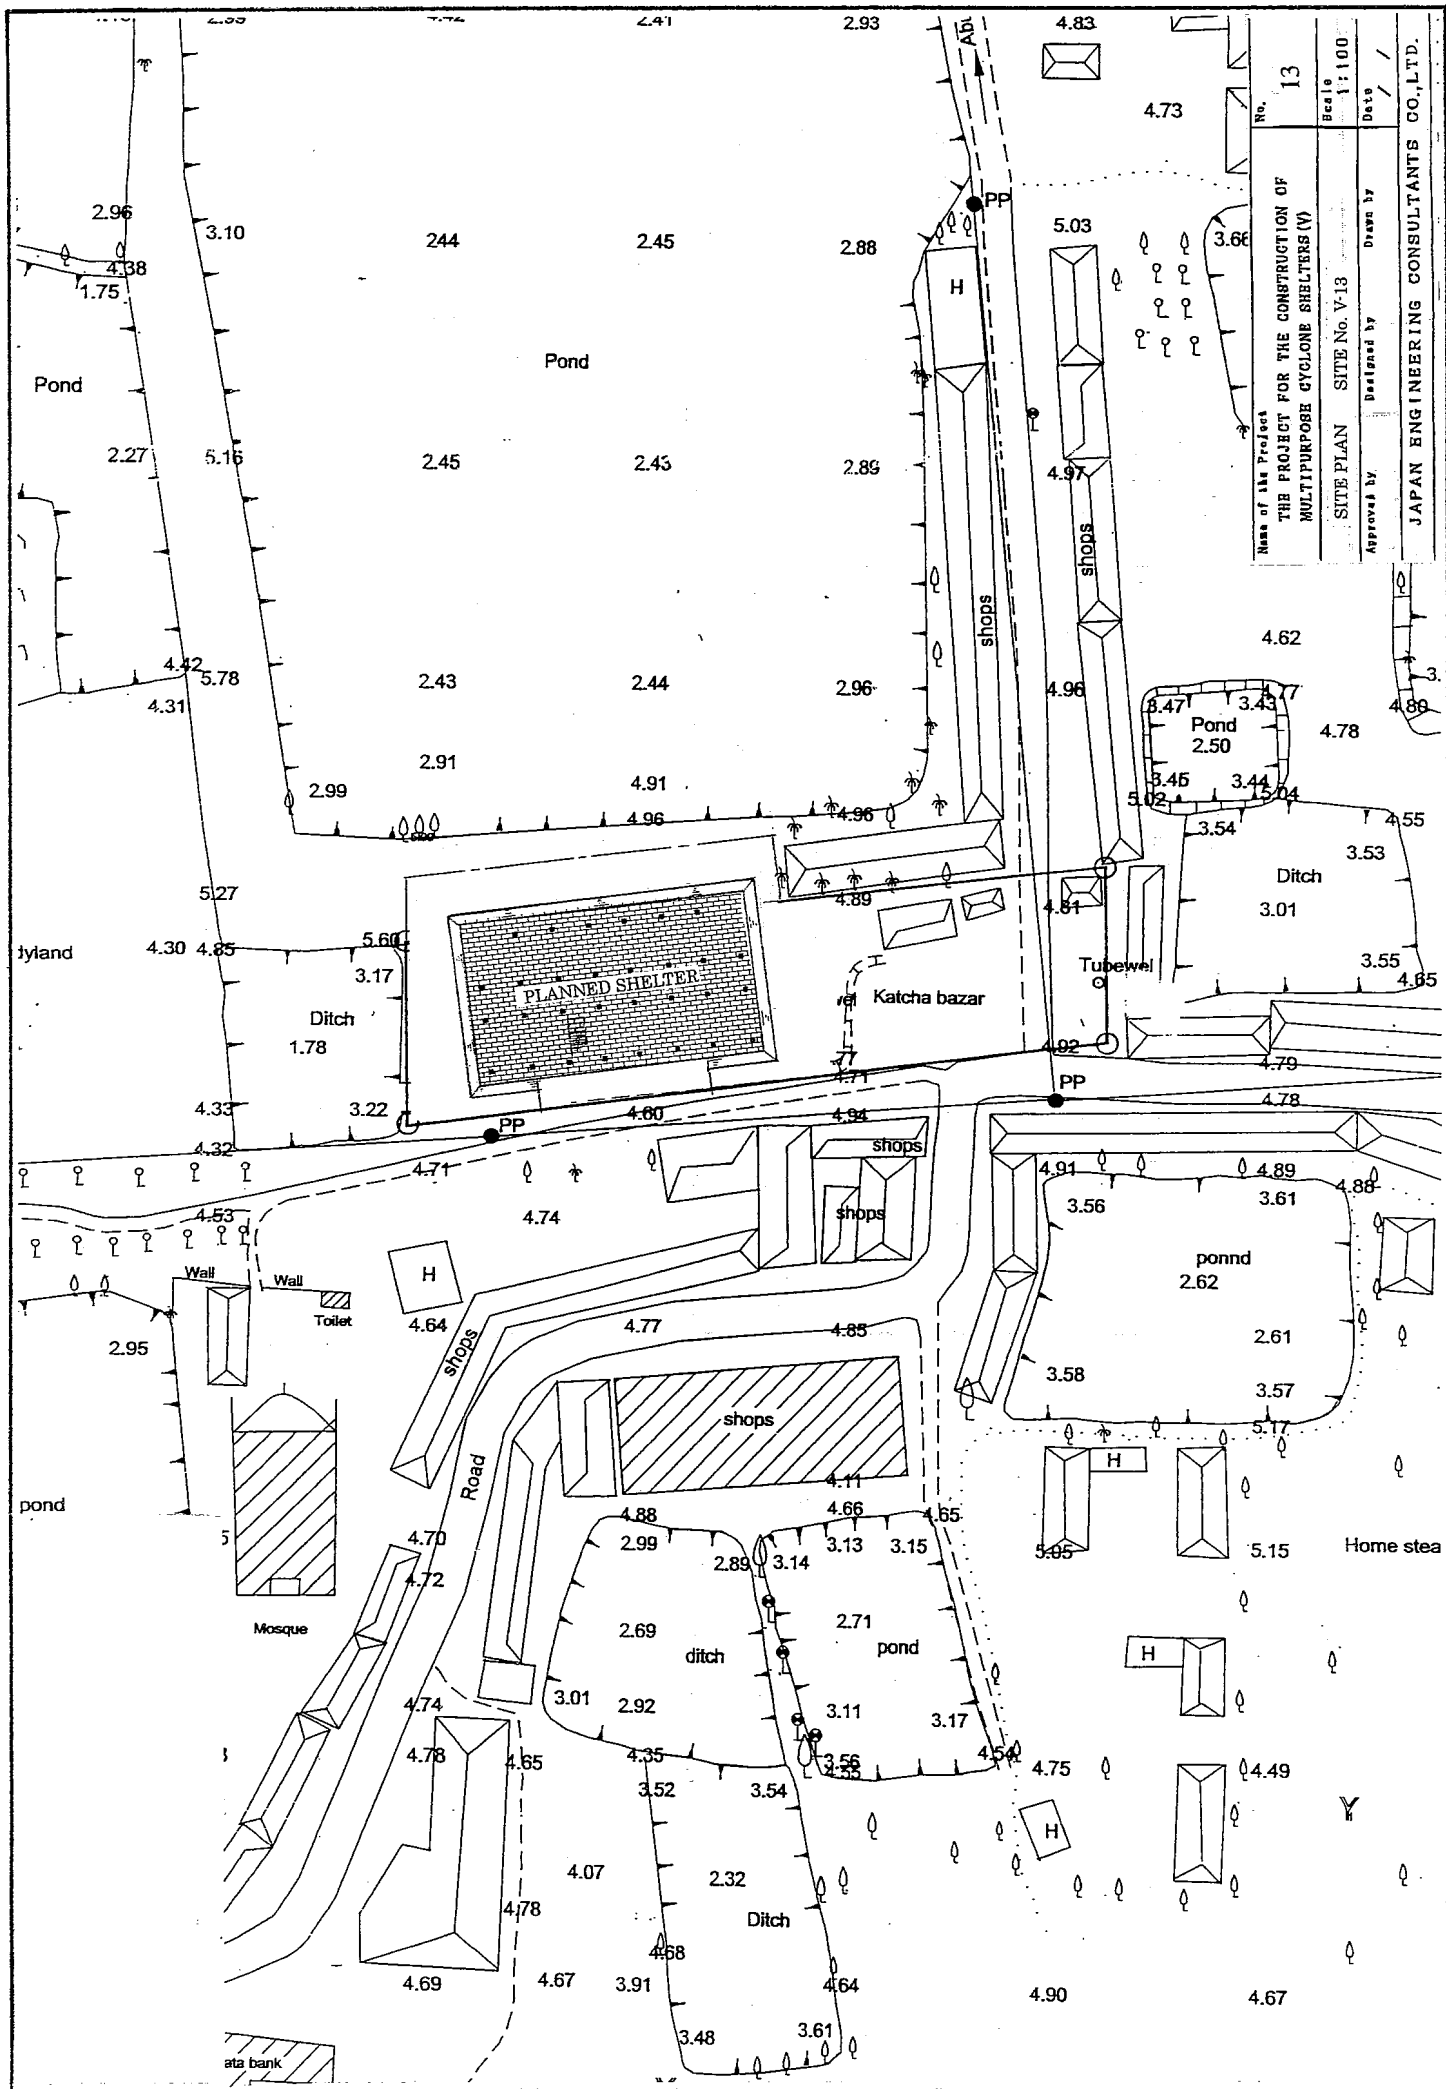 4.83
2.93
2.41
Abu
4.73
PP
2.96
3.10
244
2.45
2.88
5.03
3.66
4.38
1.75
H
Pond
Pond
2.27
5.16
2.45
2.43
2.89
4.97
shops
shops
4.62
4.42
5.78
4.31
2.43
2.44
2.96
4.96
3.47
3.43
4.77
4.80
3.
Pond
2.50
4.78
2.91
4.91
2.99
3.45
3.44
5.02
5.04
4.96
4.96
3.54
4.55
3.53
Ditch
5.27
4.89
4.81
3.01
dyland
4.30
4.85
5.60
3.17
PLANNED SHELTER
Tubewel
3.55
4.65
Katcha bazar
Ditch
1.78
4.92
4.79
4.71
PP
4.33
3.22
4.60
4.94
4.78
PP
4.32
shops
4.71
4.91
4.89
4.88
3.56
3.61
4.53
4.74
shops
ponnd
2.62
Wall
Wall
H
Toilet
4.64
4.77
4.85
2.61
2.95
shops
3.58
3.57
shops
5.17
Road
H
4.11
pond
4.88
4.66
4.65
4.70
2.99
2.89
3.14
3.13
3.15
5.05
5.15
Home stea
4.72
Mosque
2.69
ditch
2.71
pond
H
3.01
2.92
3.11
3.17
4.74
4.78
4.65
4.35
3.56
4.55
4.54
4.75
4.49
3.52
3.54
H
4.07
2.32
4.78
Ditch
4.68
4.69
4.67
3.91
4.64
4.90
4.67
3.48
3.61
ata bank
Name of the Project
THE PROJECT FOR THE CONSTRUCTION OF
MULTIPURPOSE CYCLONE SHELTERS (V)
No.
13
SITE PLAN SITE No. V-13
Scale
1:1100
Approved by
Designed by
Drawn by
Date
/ /
JAPAN ENGINEERING CONSULTANTS CO.,LTD.